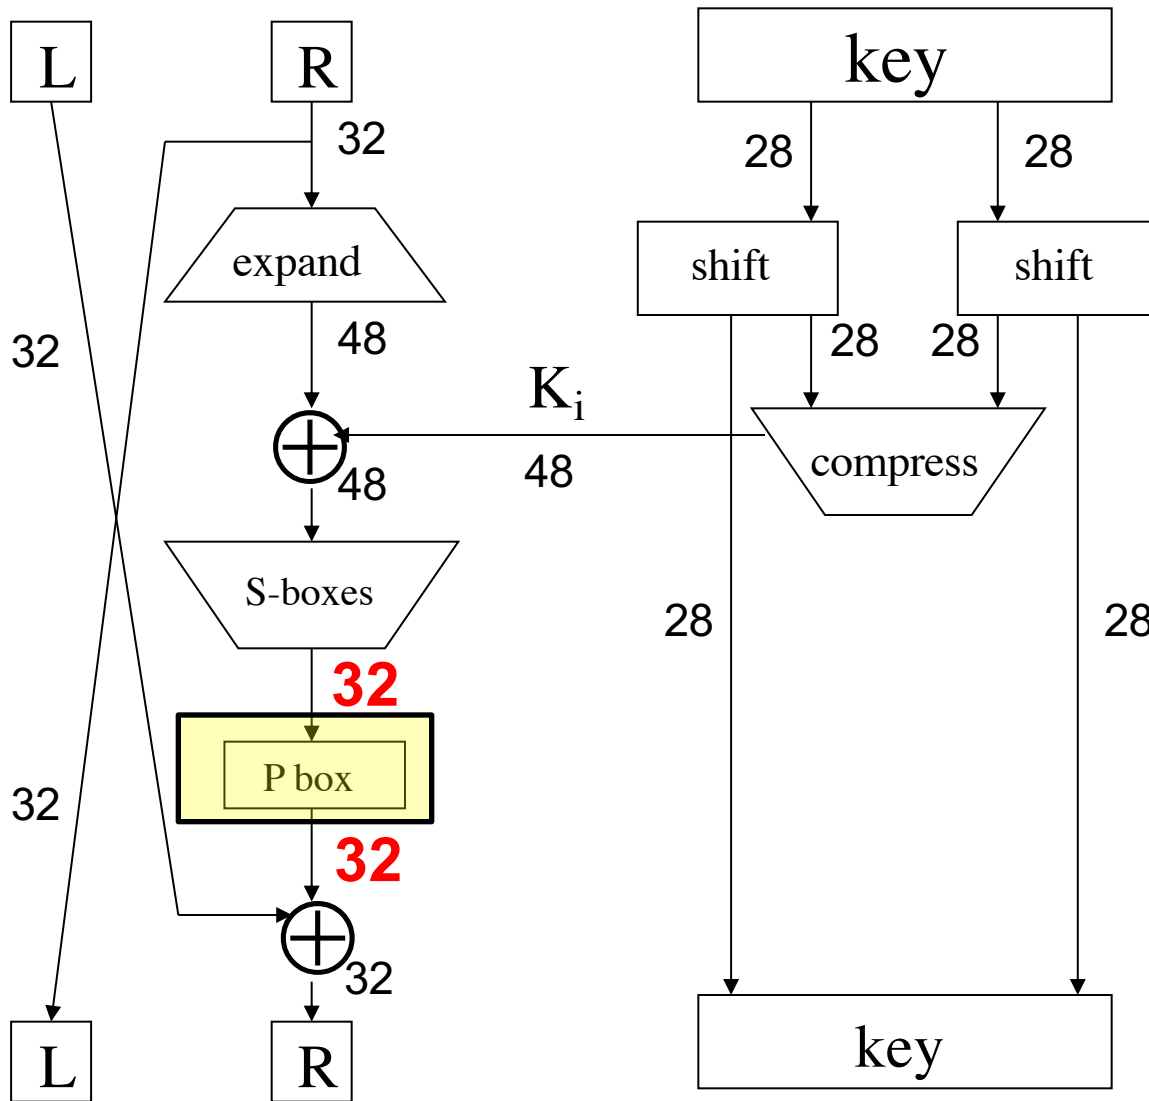 L
R
key
32
28
28
expand
shift
shift
32
48
28
28
Ki
48
48
compress
S-boxes
28
28
32
P box
32
32
32
L
R
key